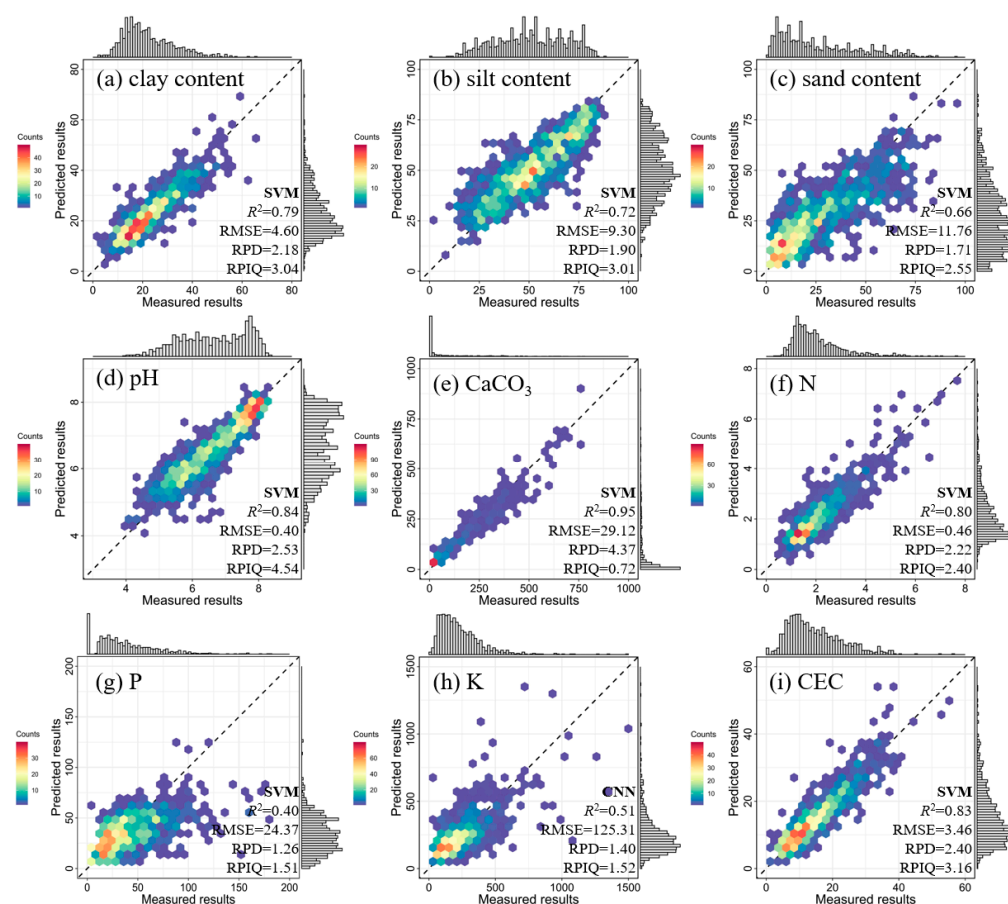 (a) clay content
Counts
40
30
20
10
Predicted results
80
60
40
20
0
SVM
R²=0.79
RMSE=4.60
RPD=2.18
RPIQ=3.04
0 20 40 60 80
Measured results
(b) silt content
Counts
20
10
Predicted results
100
75
50
25
0
SVM
R²=0.72
RMSE=9.30
RPD=1.90
RPIQ=3.01
0 25 50 75 100
Measured results
(c) sand content
Counts
30
20
10
Predicted results
100
75
50
25
0
SVM
R²=0.66
RMSE=11.76
RPD=1.71
RPIQ=2.55
0 25 50 75 100
Measured results
(d) pH
Counts
30
20
10
Predicted results
8
6
4
SVM
R²=0.84
RMSE=0.40
RPD=2.53
RPIQ=4.54
4 6 8
Measured results
(e) CaCO₃
Counts
90
60
30
Predicted results
1000
750
500
250
0
SVM
R²=0.95
RMSE=29.12
RPD=4.37
RPIQ=0.72
0 250 500 750 1000
Measured results
(f) N
Counts
60
30
Predicted results
8
6
4
2
0
SVM
R²=0.80
RMSE=0.46
RPD=2.22
RPIQ=2.40
0 2 4 6 8
Measured results
(g) P
Counts
30
20
10
Predicted results
200
150
100
50
0
SVM
R²=0.40
RMSE=24.37
RPD=1.26
RPIQ=1.51
0 50 100 150 200
Measured results
(h) K
Counts
60
40
20
Predicted results
1500
1000
500
0
CNN
R²=0.51
RMSE=125.31
RPD=1.40
RPIQ=1.52
0 500 1000 1500
Measured results
(i) CEC
Counts
40
30
20
10
Predicted results
60
40
20
0
SVM
R²=0.83
RMSE=3.46
RPD=2.40
RPIQ=3.16
0 20 40 60
Measured results